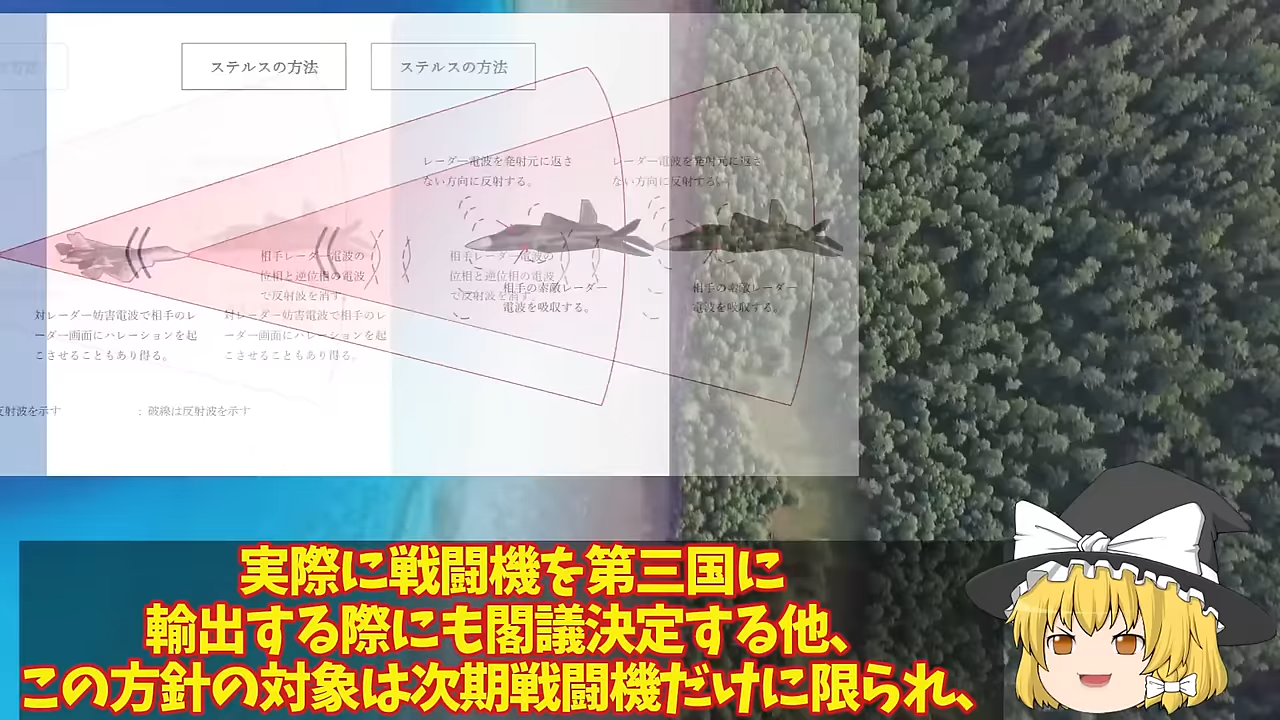 ステルスの方法
ステルスの方法
レーダー電波を発射元に返さ
ない方向に反射する。
レーダー電波を発射元に返さ
ない方向に反射する。
相手レーダー電波の
位相と逆位相の電波
で反射波を消す。
相手レーダー電波の
位相と逆位相の電波
で反射波を消す。
相手の索敵レーダー
電波を吸収する。
相手の索敵レーダー
電波を吸収する。
対レーダー妨害電波で相手のレ
ーダー画面にハレーションを起
こさせることもあり得る。
対レーダー妨害電波で相手のレ
ーダー画面にハレーションを起
こさせることもあり得る。
反射波を示す
：破線は反射波を示す
実際に戦闘機を第三国に
輸出する際にも閣議決定する他、
この方針の対象は次期戦闘機だけに限られ、